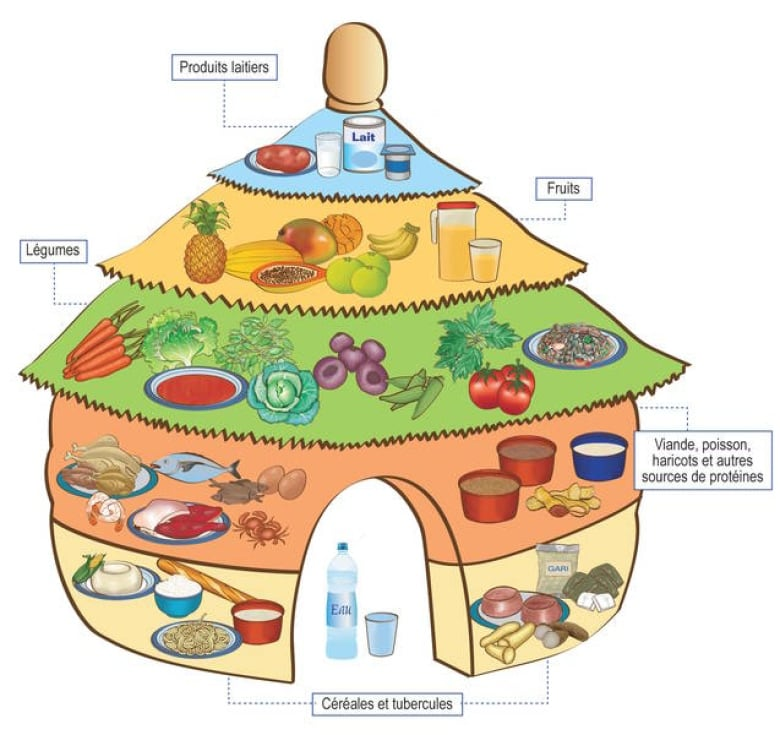 Produits laitiers
Lait
Fruits
Légumes
Viande, poisson,
haricots et autres
sources de protéines
GARI
Eau
Céréales et tubercules